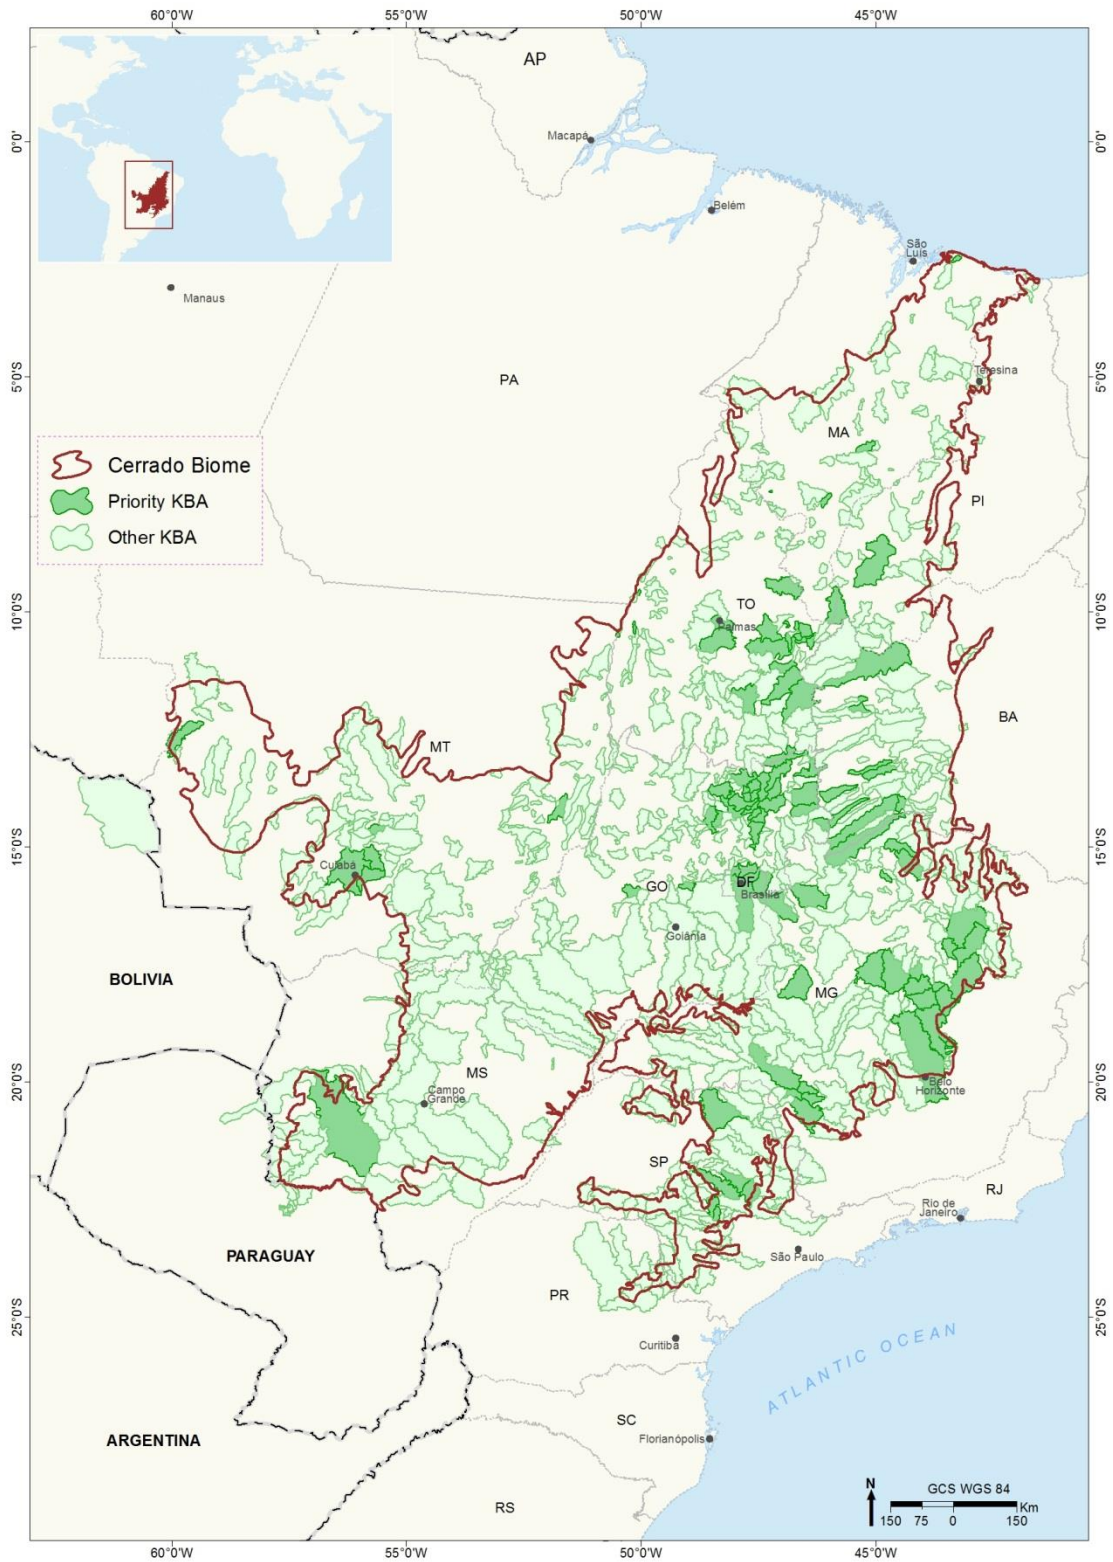 60°0'W 55°0'W 50°0'W 45°0'W
AP
Macapá
0°0' 0°0'
Belém
São
Luís
Manaus
5°0'S Teresina 5°0'S
PA
MA
Cerrado Biome
Priority KBA
Other KBA
PI
TO
10°0'S Palmas 10°0'S
BA
MT
15°0'S 15°0'S
Cuiabá
GO DF
Brasília
Goiânia
BOLIVIA
MG
MS
20°0'S 20°0'S
Campo
Grande
Belo
Horizonte
SP
RJ
Rio de
Janeiro
PARAGUAY
São Paulo
PR
25°0'S 25°0'S
Curitiba
ATLANTIC OCEAN
SC
ARGENTINA
Florianópolis
RS
N
GCS WGS 84
Km
150 75 0 150
60°0'W 55°0'W 50°0'W 45°0'W